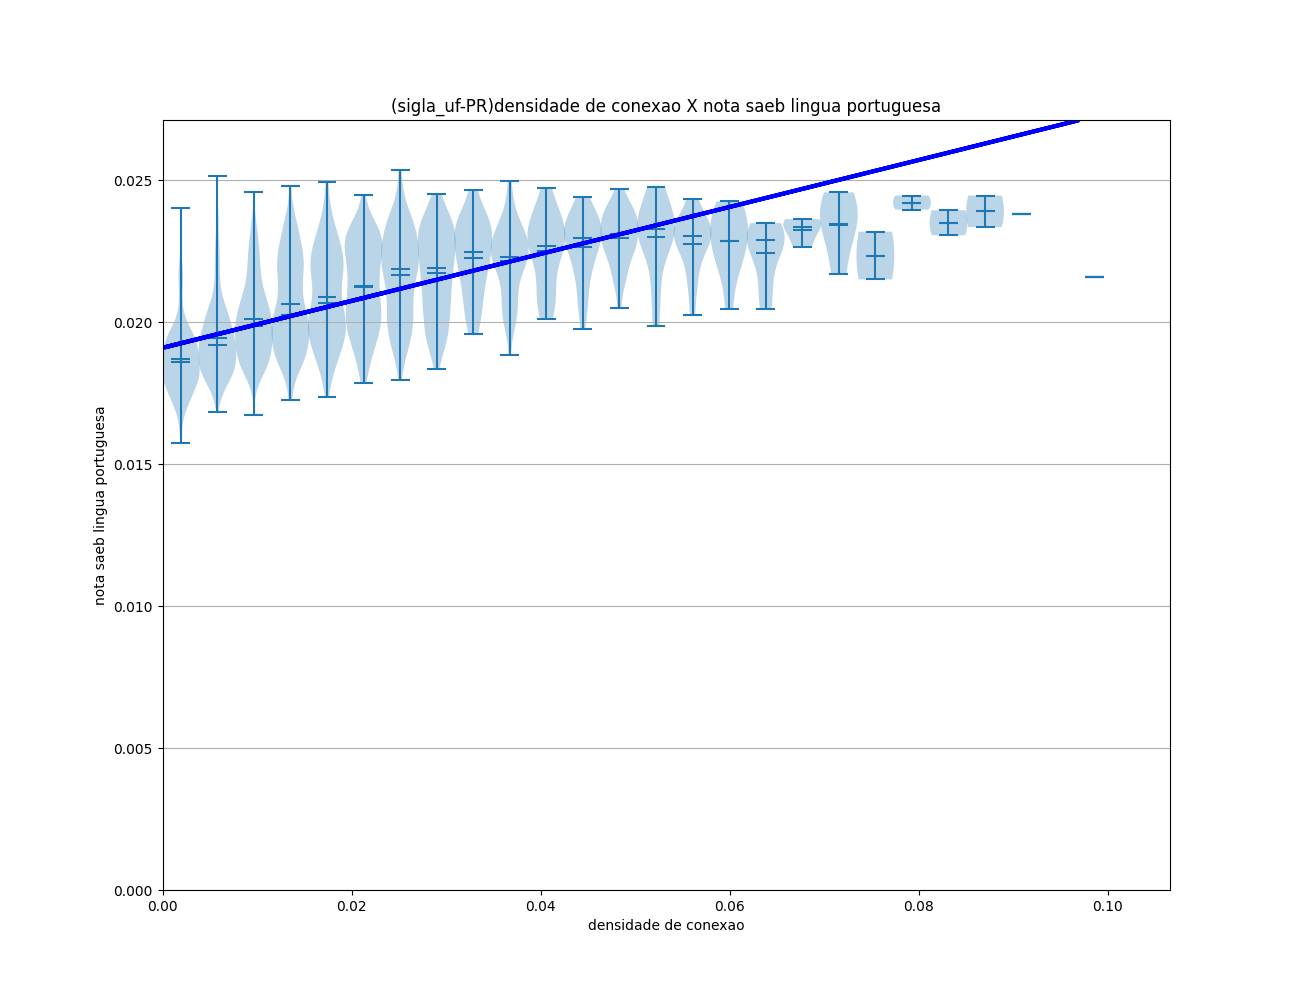 (sigla_uf-PR)densidade de conexao X nota saeb lingua portuguesa
nota saeb lingua portuguesa
0.025
0.020
0.015
0.010
0.005
0.000
0.00 0.02 0.04 0.06 0.08 0.10
densidade de conexao